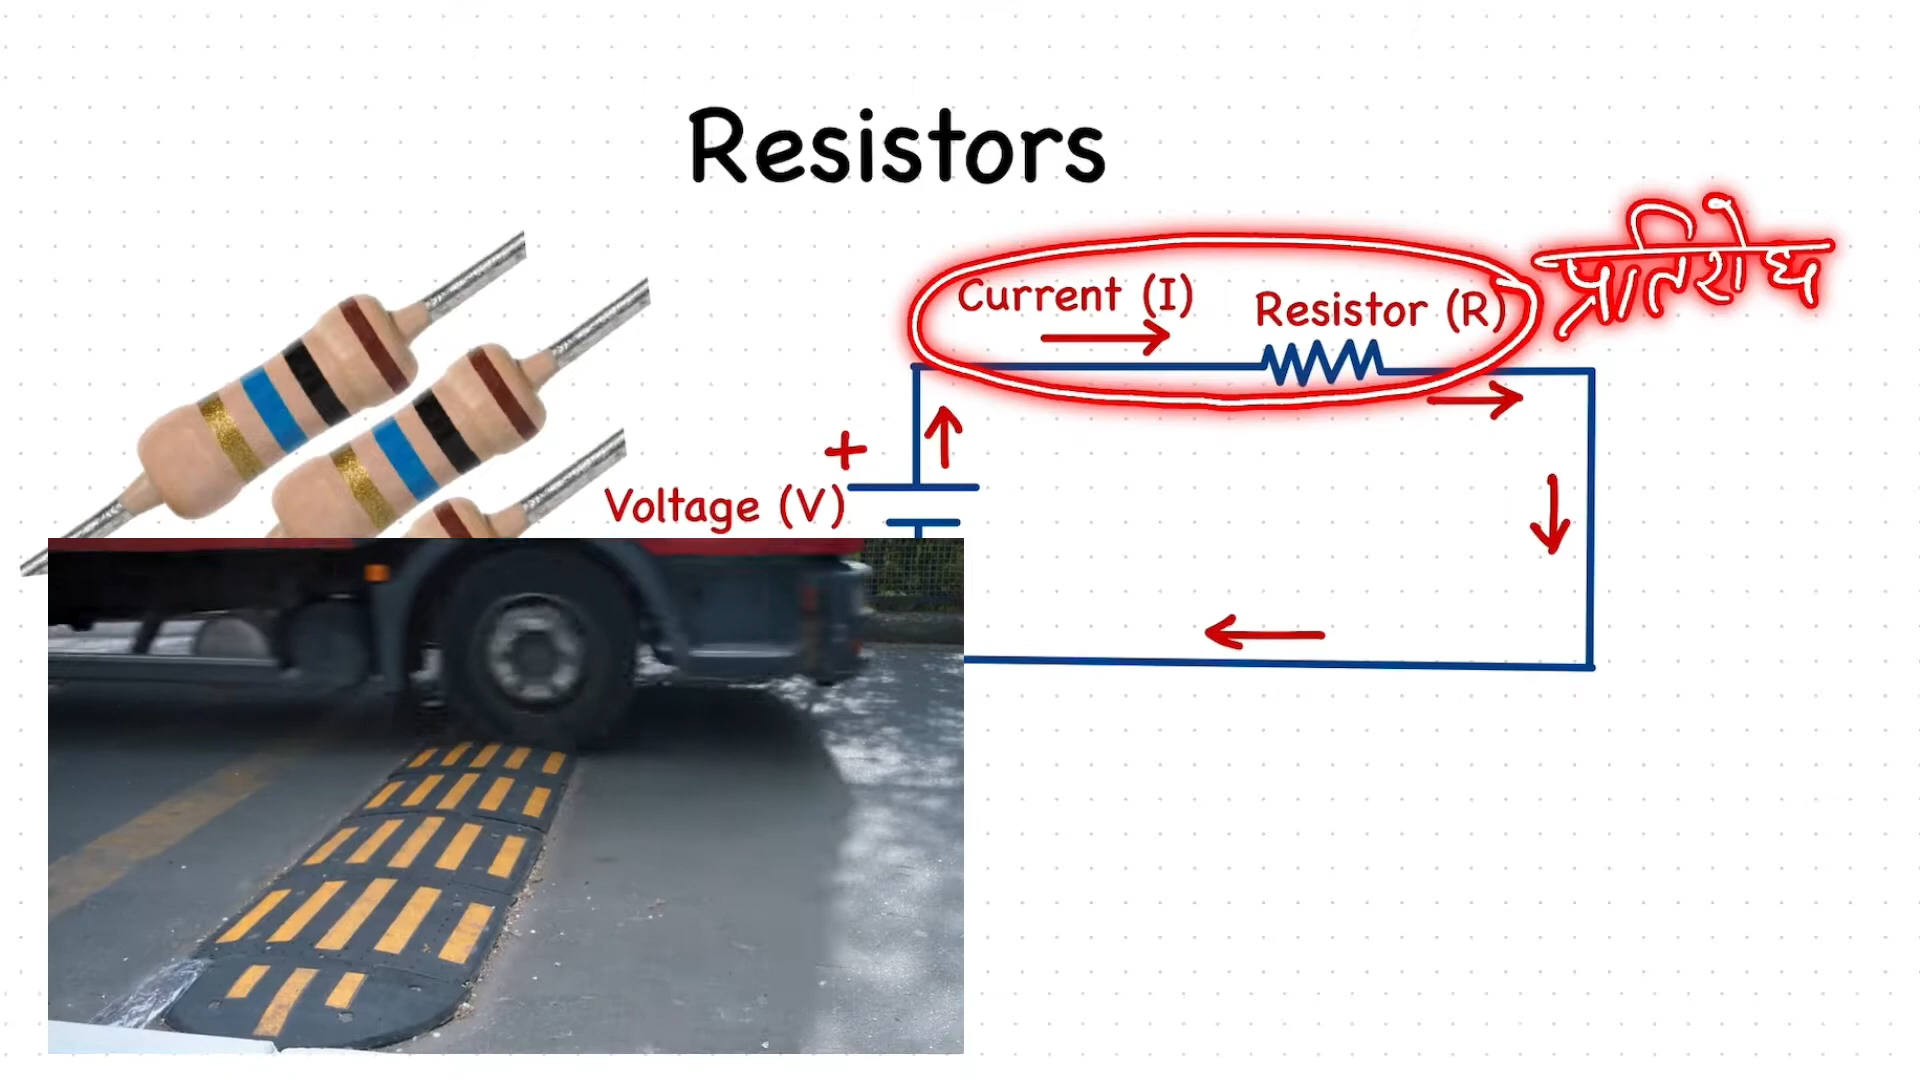 Resistors
Current (I)
Resistor (R)
प्रतिरोध
+
Voltage (V)